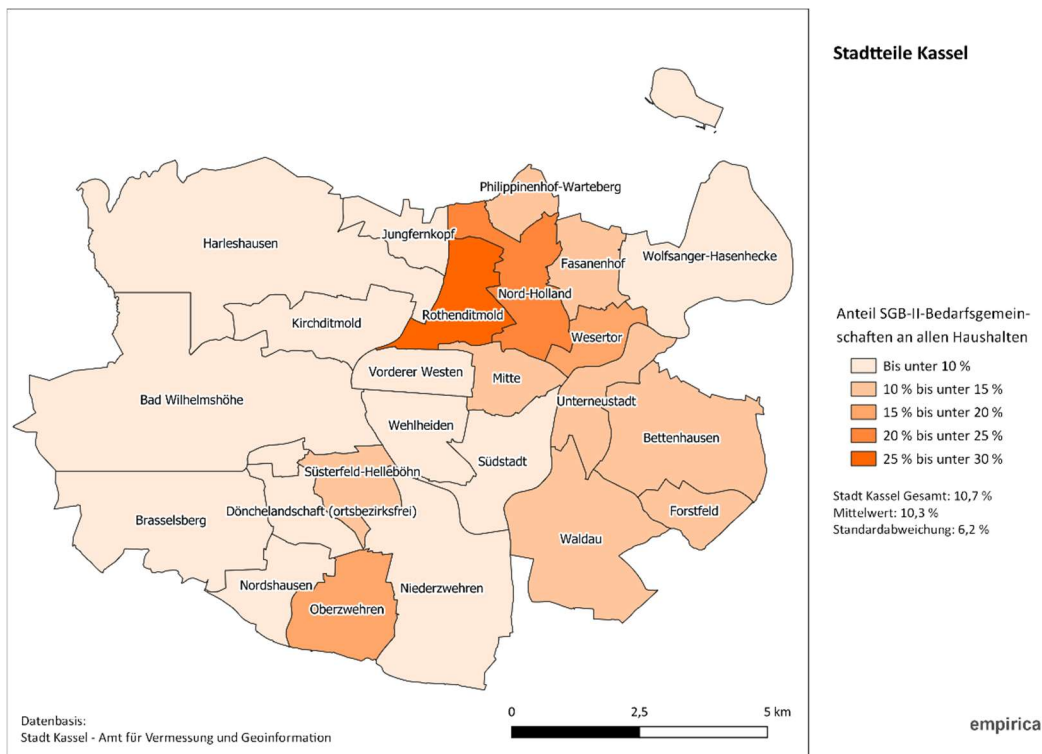 Stadtteile Kassel
Philippinenhof-Warteberg
Jungfernkopf
Harleshausen
Fasanenhof
Wolfsanger-Hasenhecke
Nord-Holland
Rothenditmold
Kirchditmold
Wesertor
Vorderer Westen
Mitte
Bad Wilhelmshöhe
Unterneustadt
Wehlheiden
Bettenhausen
Südstadt
Süsterfeld-Helleböhn
Dönchelandschaft (ortsbezirksfrei)
Forstfeld
Brasselsberg
Waldau
Nordshausen
Niederzwehren
Oberzwehren
Anteil SGB-II-Bedarfsgemein-
schaften an allen Haushalten
Bis unter 10 %
10 % bis unter 15 %
15 % bis unter 20 %
20 % bis unter 25 %
25 % bis unter 30 %
Stadt Kassel Gesamt: 10,7 %
Mittelwert: 10,3 %
Standardabweichung: 6,2 %
0 2,5 5 km
Datenbasis:
Stadt Kassel - Amt für Vermessung und Geoinformation
empirica